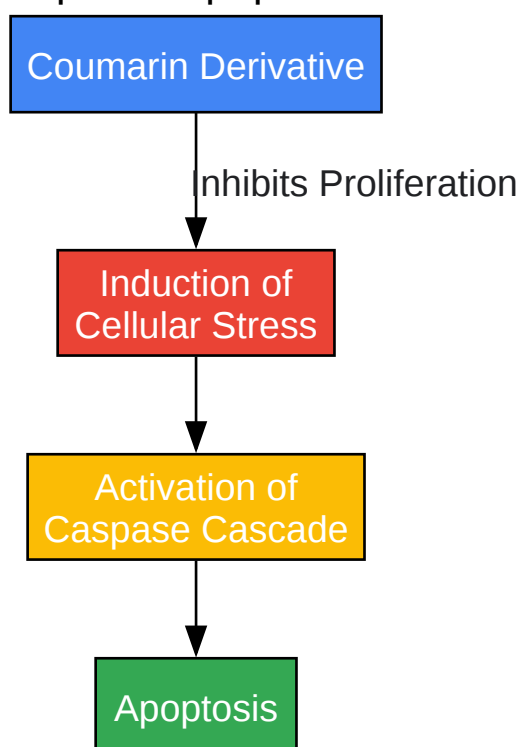 Coumarin Derivative
Inhibits Proliferation
Induction of
Cellular Stress
Activation of
Caspase Cascade
Apoptosis